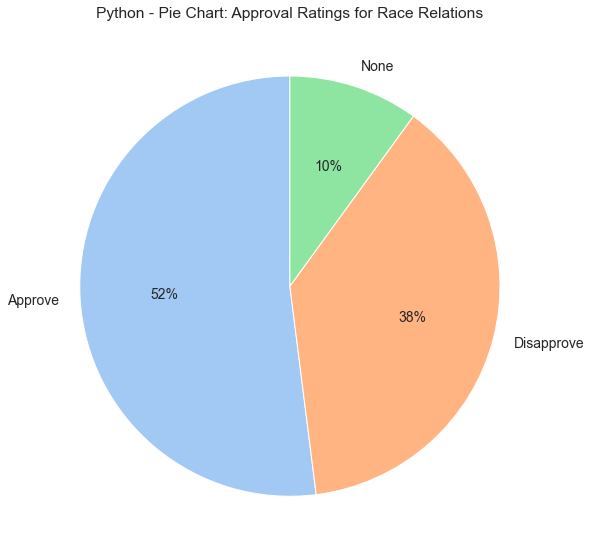 Python - Pie Chart: Approval Ratings for Race Relations
None
10%
Approve
52%
38%
Disapprove